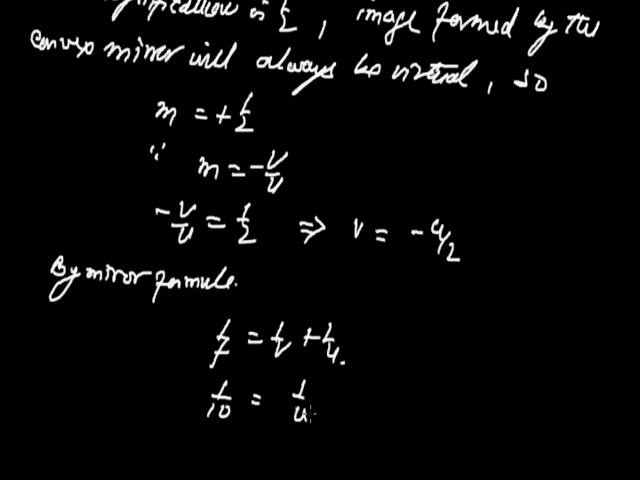 is 1/2, image formed by the
convex mirror will always be virtual, so
m = + 1/2
∵ m = - v/u
- v/u = 1/2 ⇒ v = - u/2
By mirror formula.
1/f = 1/v + 1/u.
1/10 = 1/u